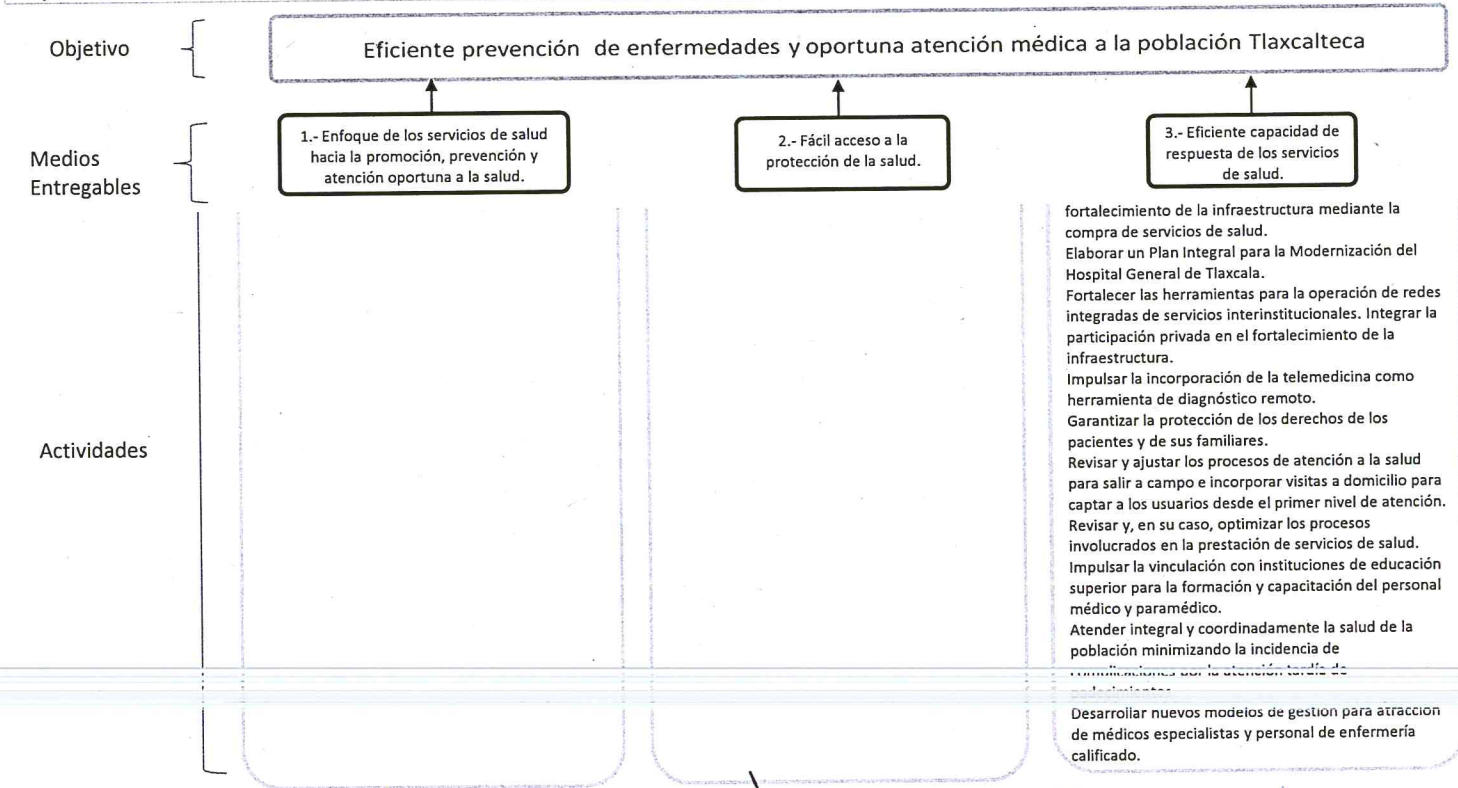 Objetivo
Eficiente prevención de enfermedades y oportuna atención médica a la población Tlaxcalteca
Medios
Entregables
1.- Enfoque de los servicios de salud
hacia la promoción, prevención y
atención oportuna a la salud.
2.- Fácil acceso a la
protección de la salud.
3.- Eficiente capacidad de
respuesta de los servicios
de salud.
Actividades
fortalecimiento de la infraestructura mediante la
compra de servicios de salud.
Elaborar un Plan Integral para la Modernización del
Hospital General de Tlaxcala.
Fortalecer las herramientas para la operación de redes
integradas de servicios interinstitucionales. Integrar la
participación privada en el fortalecimiento de la
infraestructura.
Impulsar la incorporación de la telemedicina como
herramienta de diagnóstico remoto.
Garantizar la protección de los derechos de los
pacientes y de sus familiares.
Revisar y ajustar los procesos de atención a la salud
para salir a campo e incorporar visitas a domicilio para
captar a los usuarios desde el primer nivel de atención.
Revisar y, en su caso, optimizar los procesos
involucrados en la prestación de servicios de salud.
Impulsar la vinculación con instituciones de educación
superior para la formación y capacitación del personal
médico y paramédico.
Atender integral y coordinadamente la salud de la
población minimizando la incidencia de
complicaciones por la atención tardía de
Desarrollar nuevos modelos de gestión para atracción
de médicos especialistas y personal de enfermería
calificado.